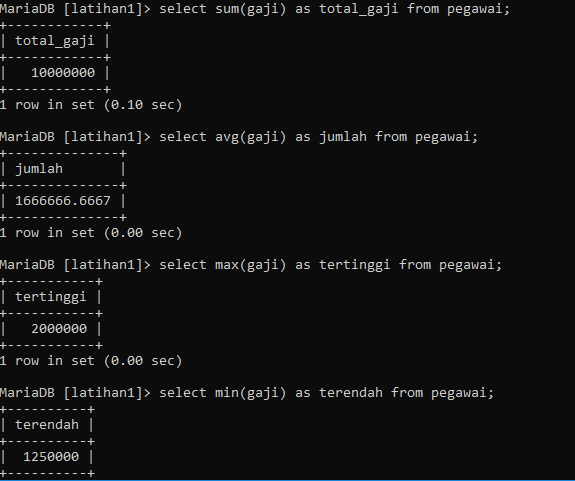 MariaDB [latihan1]> select sum(gaji) as total_gaji from pegawai;
+------------+
| total_gaji |
+------------+
|   10000000 |
+------------+
1 row in set (0.10 sec)
MariaDB [latihan1]> select avg(gaji) as jumlah from pegawai;
+--------------+
| jumlah       |
+--------------+
| 1666666.6667 |
+--------------+
1 row in set (0.00 sec)
MariaDB [latihan1]> select max(gaji) as tertinggi from pegawai;
+-----------+
| tertinggi |
+-----------+
|   2000000 |
+-----------+
1 row in set (0.00 sec)
MariaDB [latihan1]> select min(gaji) as terendah from pegawai;
+----------+
| terendah |
+----------+
|  1250000 |
+----------+